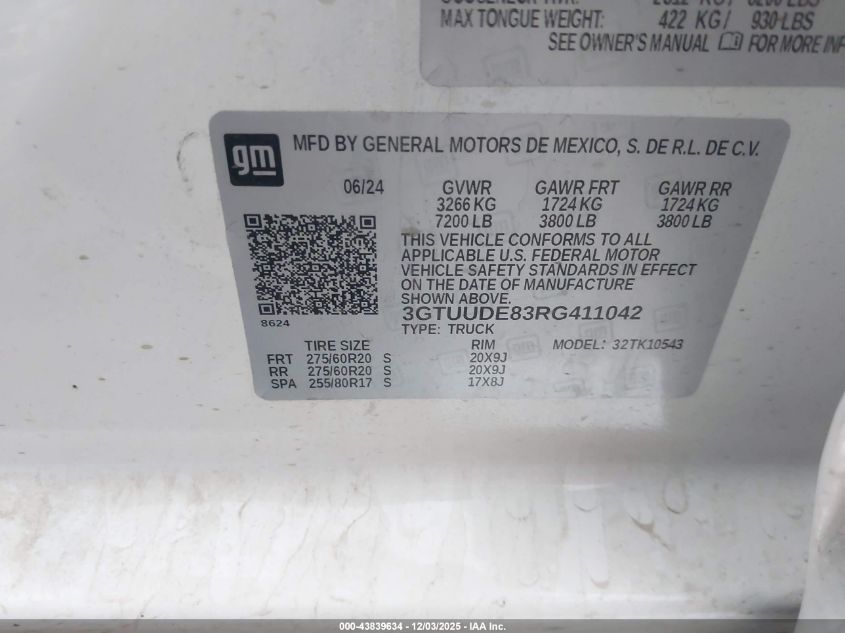 MAX TONGUE WEIGHT: 422 KG/ 930 LBS
SEE OWNER'S MANUAL FOR MORE INF
gm
MFD BY GENERAL MOTORS DE MEXICO, S. DE R.L. DE C.V.
06/24 GVWR GAWR FRT GAWR RR
3266 KG 1724 KG 1724 KG
7200 LB 3800 LB 3800 LB
THIS VEHICLE CONFORMS TO ALL
APPLICABLE U.S. FEDERAL MOTOR
VEHICLE SAFETY STANDARDS IN EFFECT
ON THE DATE OF MANUFACTURE
SHOWN ABOVE.
3GTUUDE83RG411042
8624
TYPE: TRUCK
TIRE SIZE RIM MODEL: 32TK10543
FRT 275/60R20 S 20X9J
RR 275/60R20 S 20X9J
SPA 255/80R17 S 17X8J
000-43839634 - 12/03/2025 - IAA Inc.